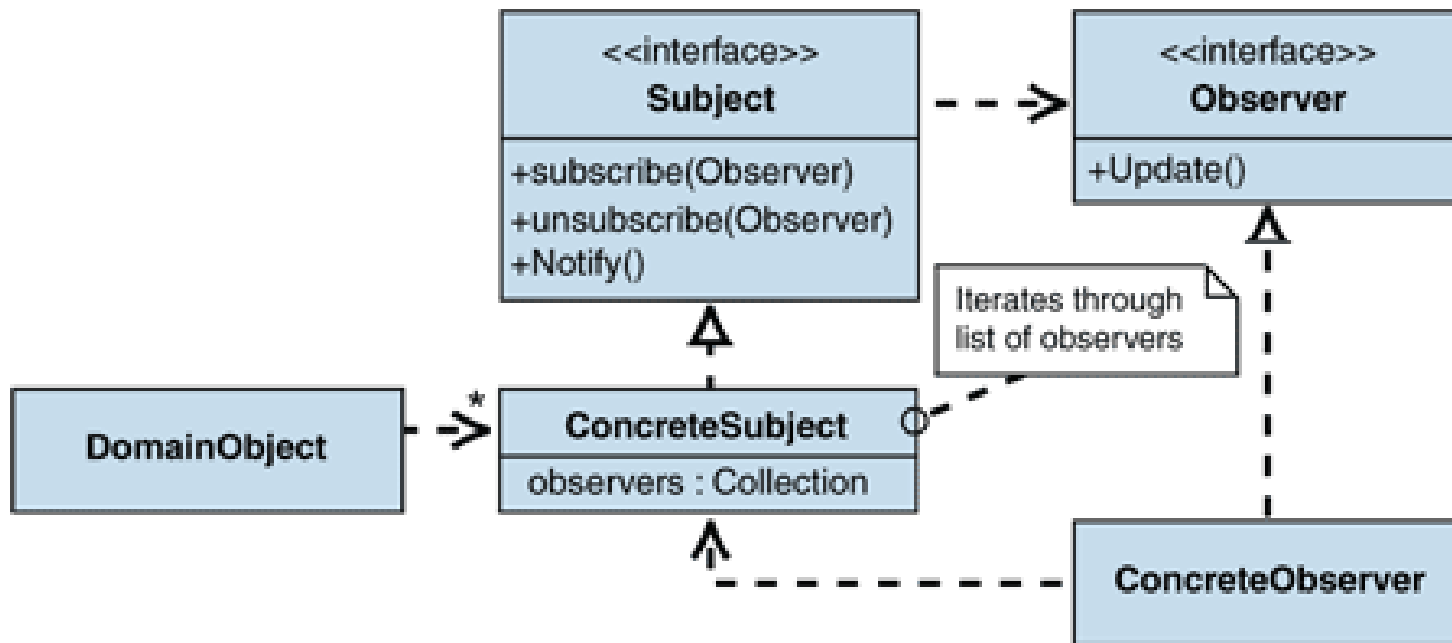 <<interface>>
Subject
+subscribe(Observer)
+unsubscribe(Observer)
+Notify()
<<interface>>
Observer
+Update()
Iterates through
list of observers
DomainObject
*
ConcreteSubject
observers : Collection
ConcreteObserver